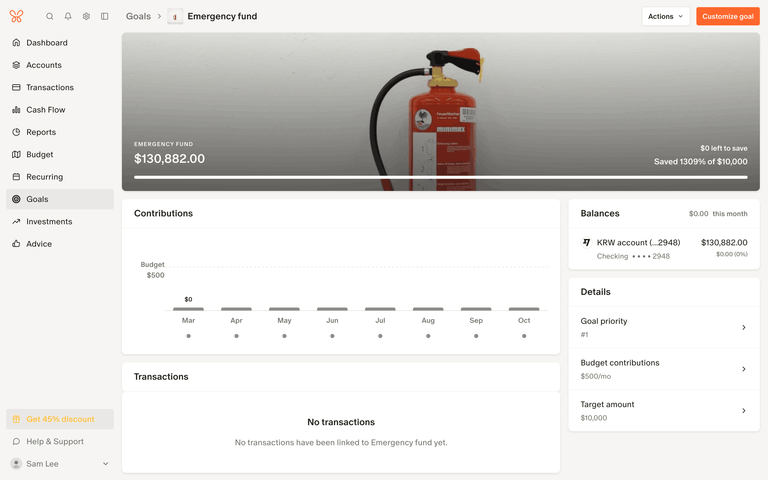 Goals > Emergency fund
Actions
Customize goal
Dashboard
Accounts
Transactions
Cash Flow
Reports
Budget
Recurring
Goals
Investments
Advice
Get 45% discount
Help & Support
Sam Lee
minimax
EMERGENCY FUND
$130,882.00
$0 left to save
Saved 1309% of $10,000
Contributions
Budget
$500
$0
Mar Apr May Jun Jul Aug Sep Oct
Transactions
No transactions
No transactions have been linked to Emergency fund yet.
Balances
$0.00 this month
KRW account (...2948) $130,882.00
Checking •••• 2948 $0.00 (0%)
Details
Goal priority
#1
Budget contributions
$500/mo
Target amount
$10,000